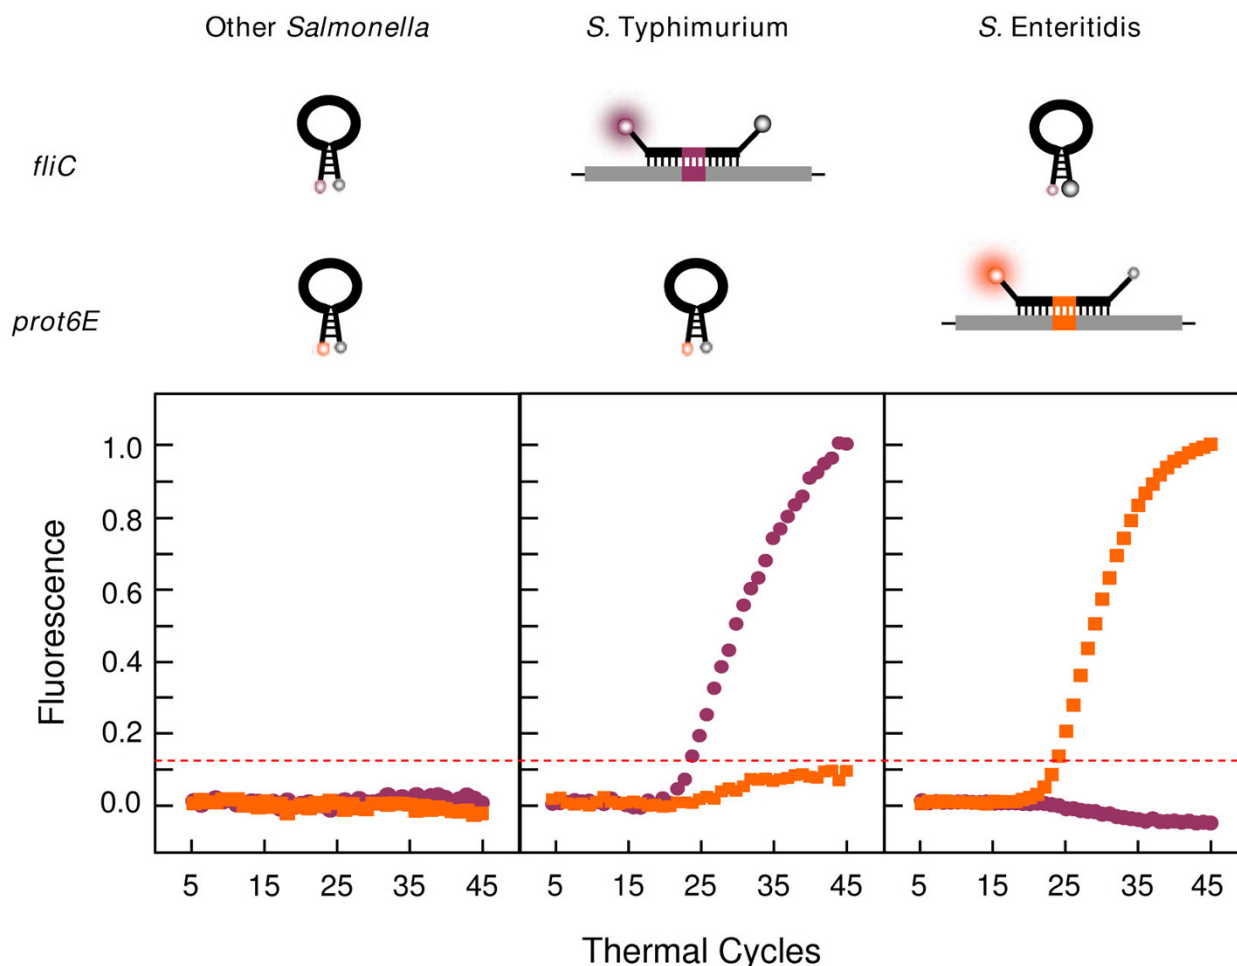 Other Salmonella
S. Typhimurium
S. Enteritidis
fliC
prot6E
Fluorescence
1.0
0.8
0.6
0.4
0.2
0.0
5 15 25 35 45
5 15 25 35 45
5 15 25 35 45
Thermal Cycles